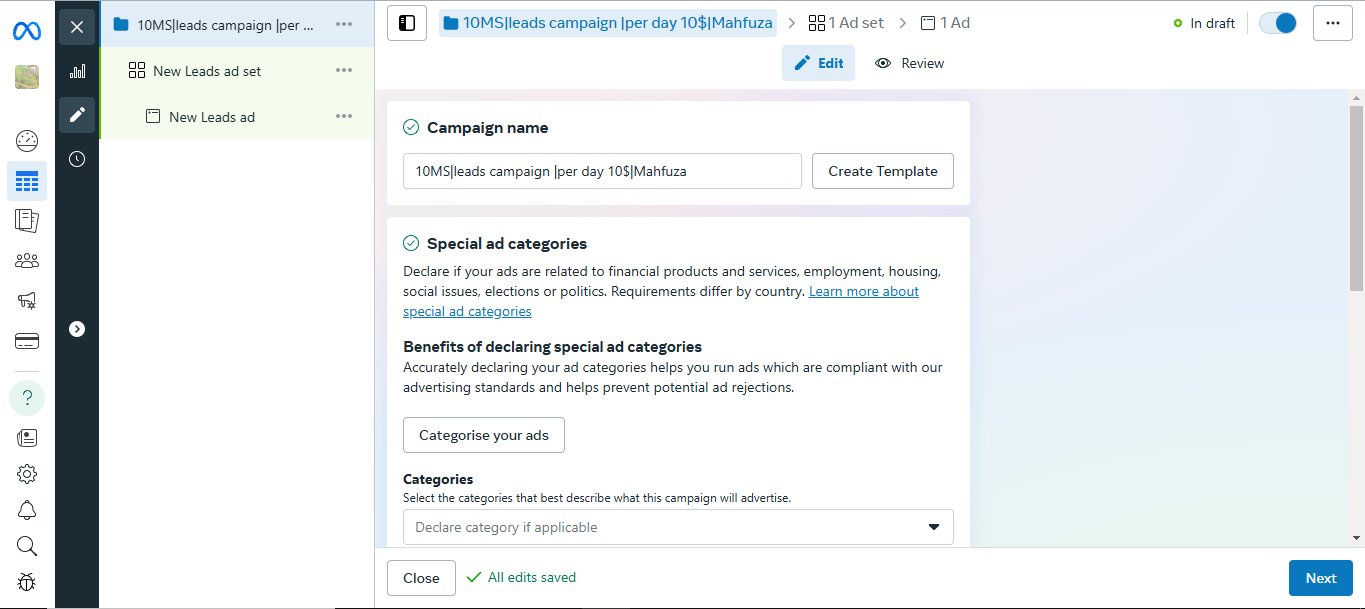 10MS|leads campaign |per ...
New Leads ad set
New Leads ad
10MS|leads campaign |per day 10$|Mahfuza
1 Ad set
1 Ad
In draft
Edit
Review
Campaign name
10MS|leads campaign |per day 10$|Mahfuza
Create Template
Special ad categories
Declare if your ads are related to financial products and services, employment, housing,
social issues, elections or politics. Requirements differ by country. Learn more about
special ad categories
Benefits of declaring special ad categories
Accurately declaring your ad categories helps you run ads which are compliant with our
advertising standards and helps prevent potential ad rejections.
Categorise your ads
Categories
Select the categories that best describe what this campaign will advertise.
Declare category if applicable
Close
All edits saved
Next